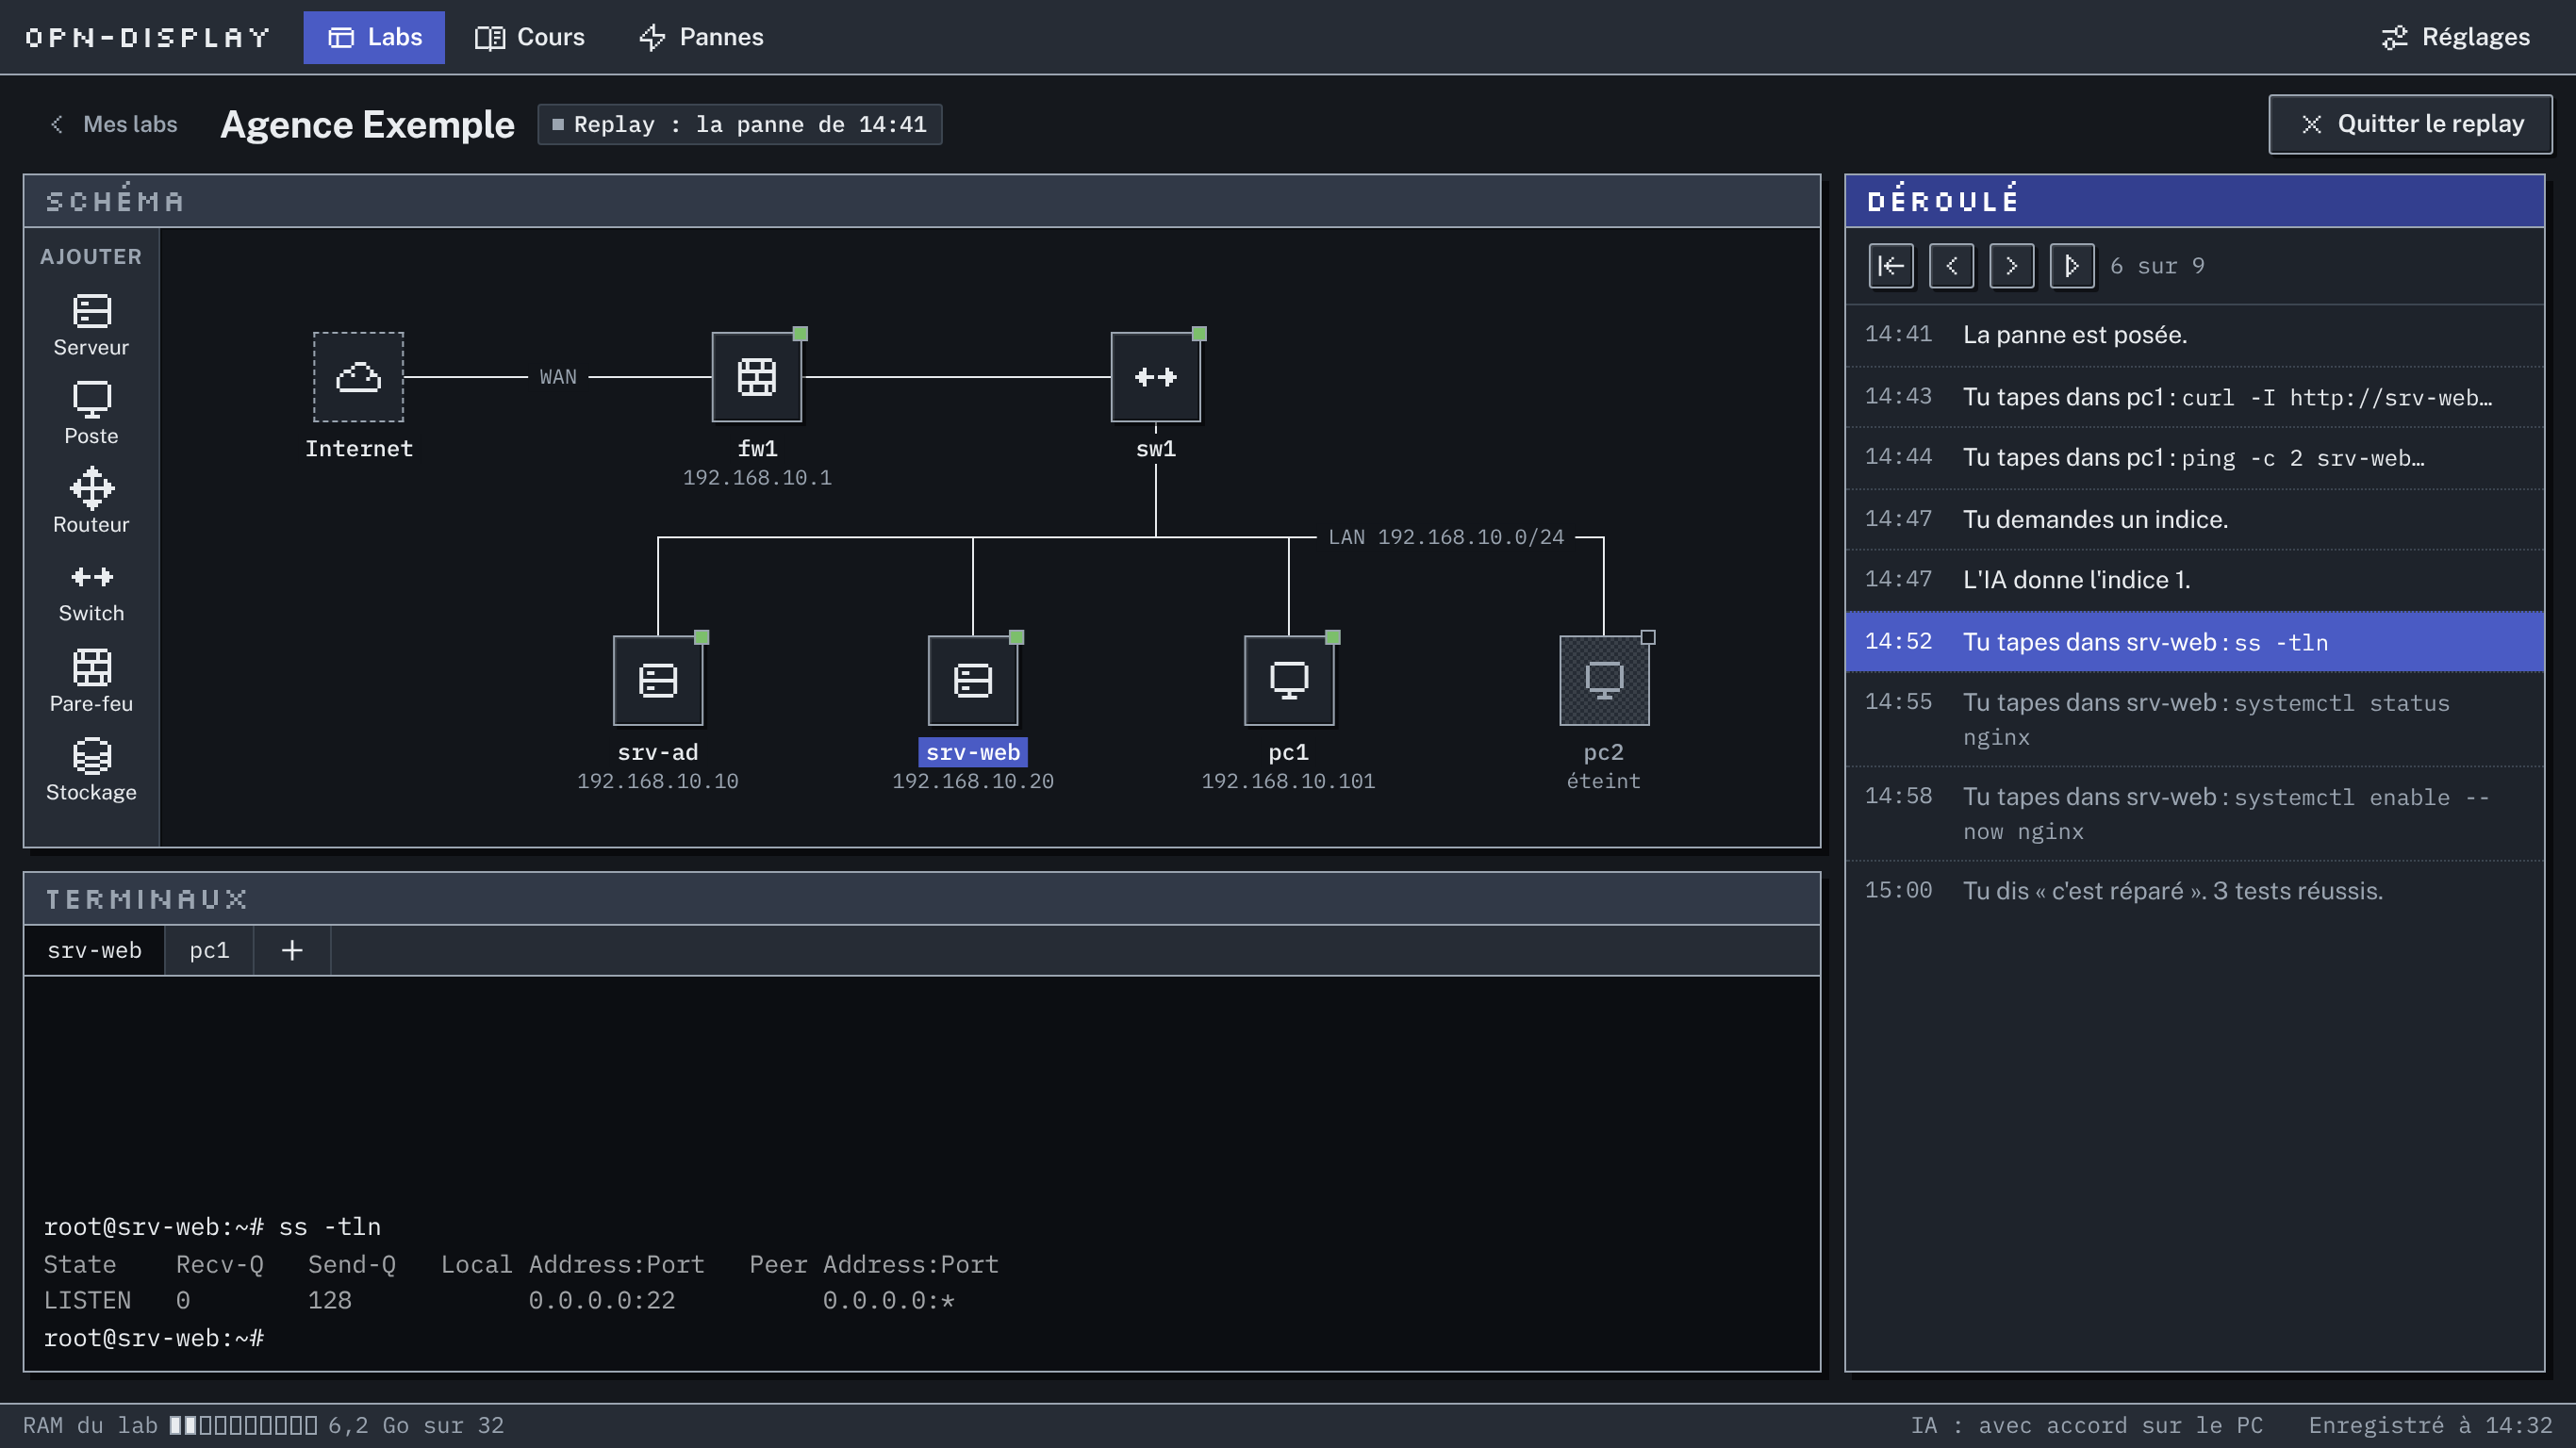 OPN-DISPLAY
Labs
Cours
Pannes
Réglages
Mes labs
Agence Exemple
Replay : la panne de 14:41
Quitter le replay
SCHÉMA
AJOUTER
Serveur
Poste
Routeur
Switch
Pare-feu
Stockage
Internet
WAN
fw1
192.168.10.1
sw1
LAN 192.168.10.0/24
srv-ad
192.168.10.10
srv-web
192.168.10.20
pc1
192.168.10.101
pc2
éteint
TERMINAUX
srv-web
pc1
+
root@srv-web:~# ss -tln
State Recv-Q Send-Q Local Address:Port Peer Address:Port
LISTEN 0 128 0.0.0.0:22 0.0.0.0:*
root@srv-web:~#
DÉROULÉ
6 sur 9
14:41 La panne est posée.
14:43 Tu tapes dans pc1 : curl -I http://srv-web…
14:44 Tu tapes dans pc1 : ping -c 2 srv-web…
14:47 Tu demandes un indice.
14:47 L'IA donne l'indice 1.
14:52 Tu tapes dans srv-web : ss -tln
14:55 Tu tapes dans srv-web : systemctl status
nginx
14:58 Tu tapes dans srv-web : systemctl enable --
now nginx
15:00 Tu dis « c'est réparé ». 3 tests réussis.
RAM du lab 6,2 Go sur 32
IA : avec accord sur le PC
Enregistré à 14:32